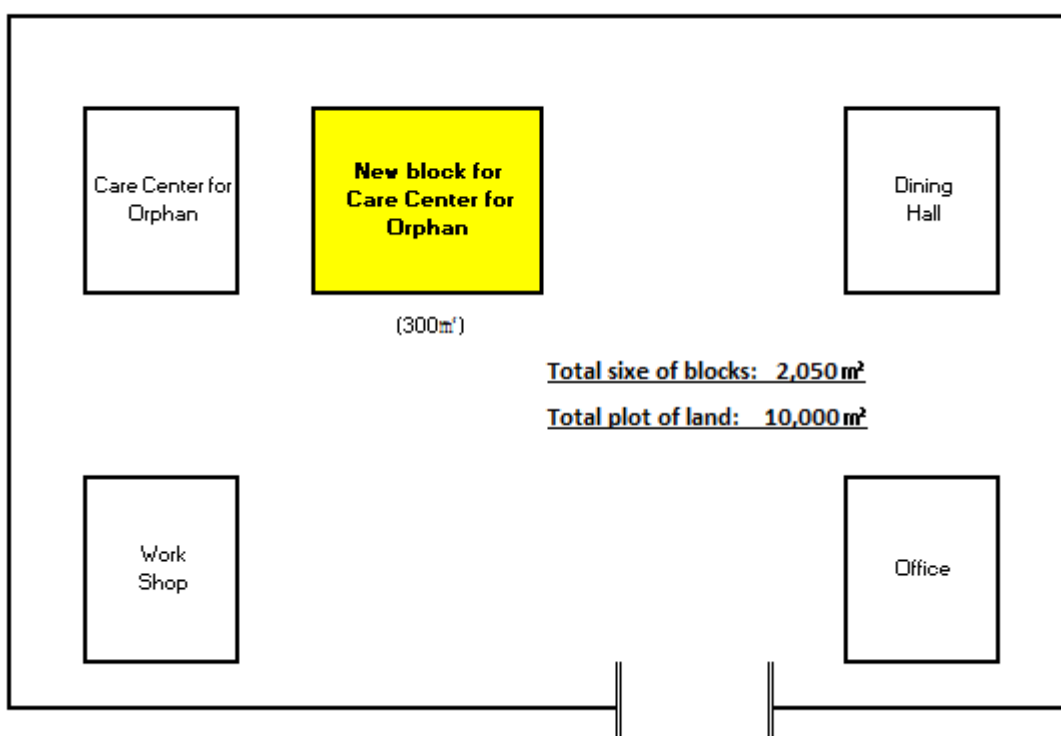 Care Center for
Orphan
New block for
Care Center for
Orphan
Dining
Hall
(300㎡)
Total sixe of blocks: 2,050㎡
Total plot of land: 10,000㎡
Work
Shop
Office